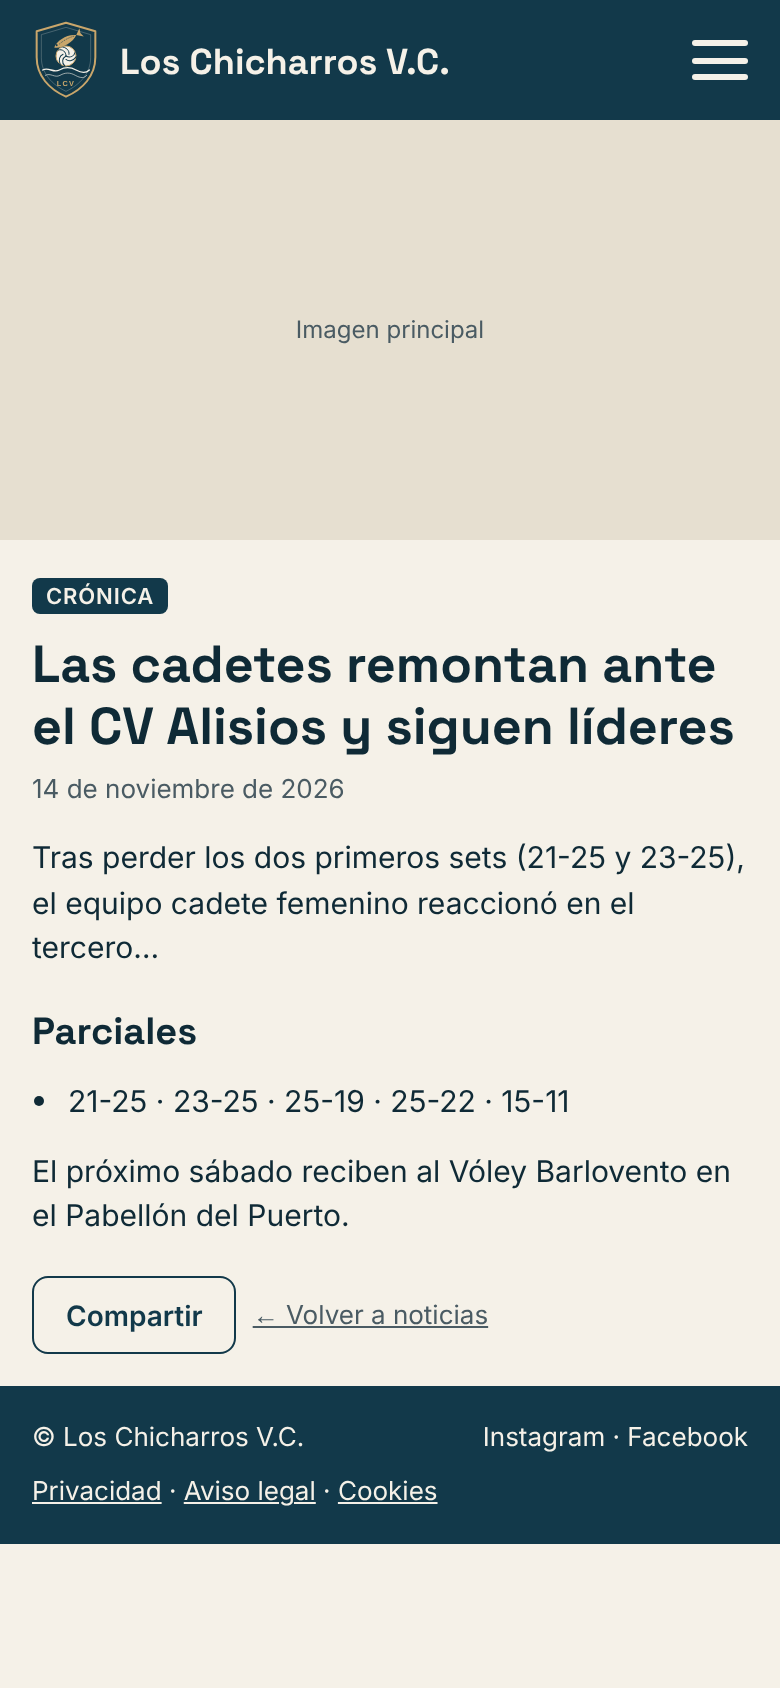 LCV
Los Chicharros V.C.
Imagen principal
CRÓNICA
Las cadetes remontan ante
el CV Alisios y siguen líderes
14 de noviembre de 2026
Tras perder los dos primeros sets (21-25 y 23-25),
el equipo cadete femenino reaccionó en el
tercero...
Parciales
• 21-25 · 23-25 · 25-19 · 25-22 · 15-11
El próximo sábado reciben al Vóley Barlovento en
el Pabellón del Puerto.
Compartir ← Volver a noticias
© Los Chicharros V.C. Instagram · Facebook
Privacidad · Aviso legal · Cookies